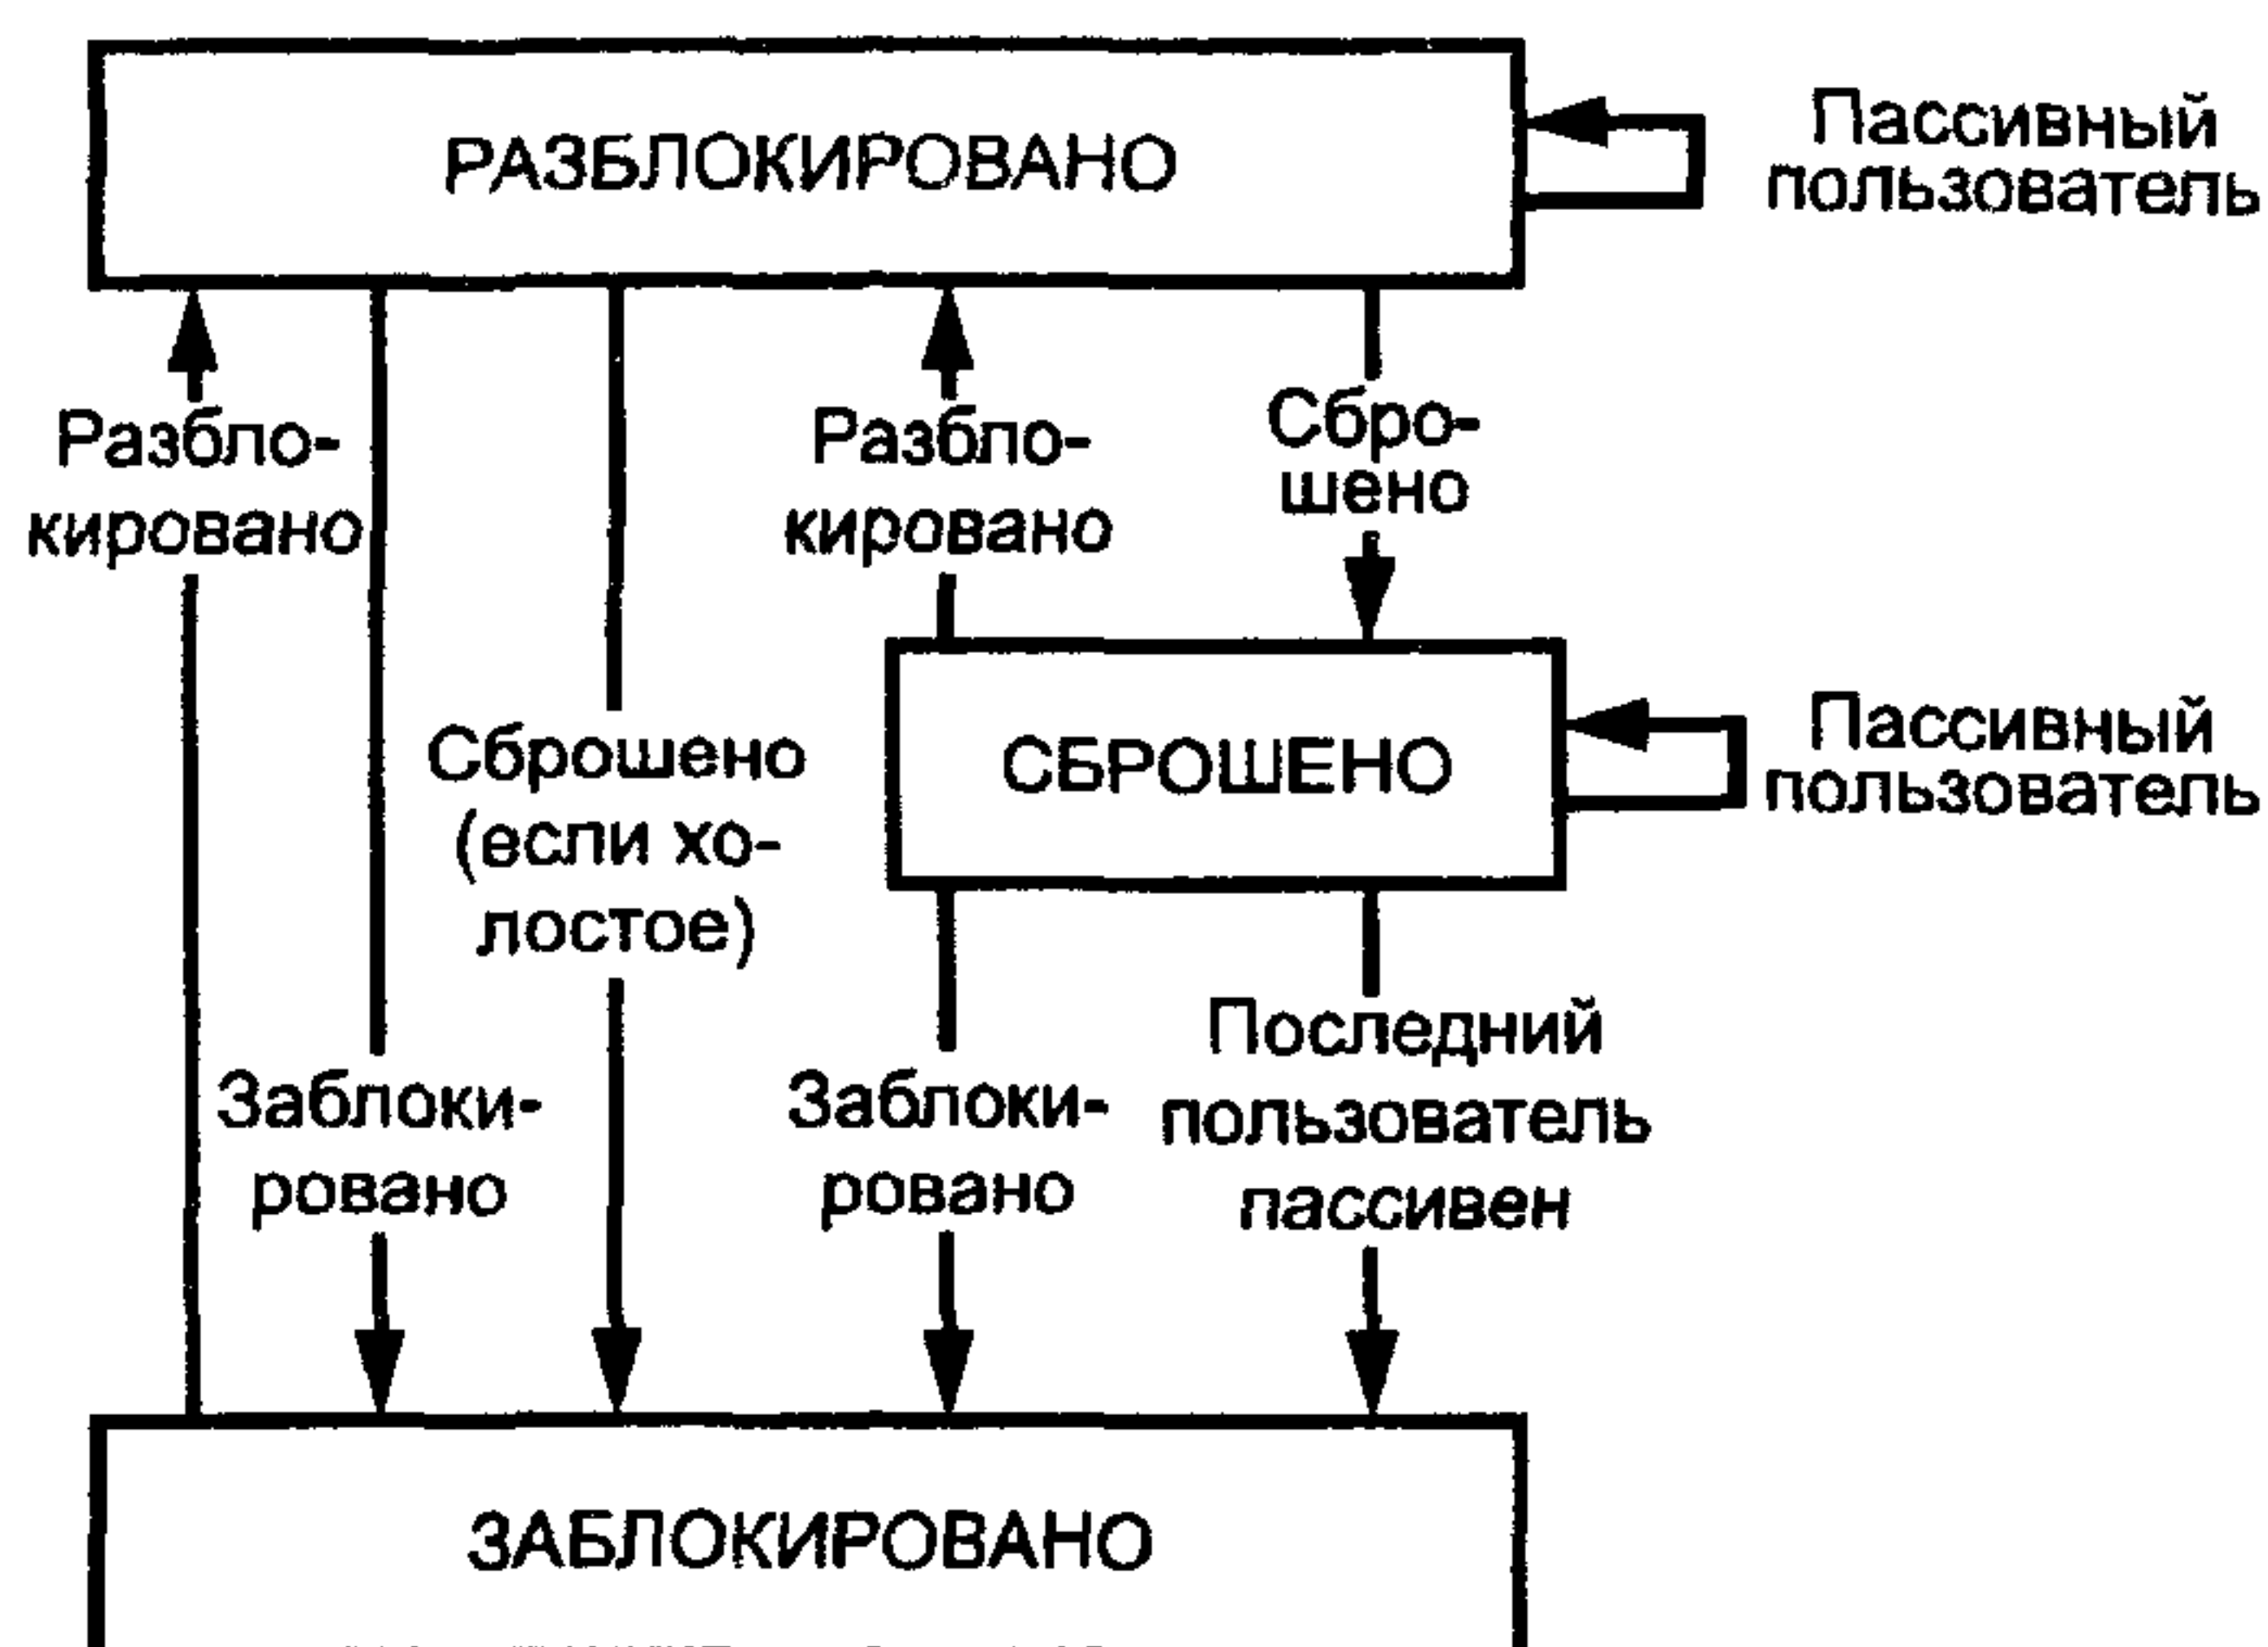 РАЗБЛОКИРОВАНО
Пассивный
пользователь
Разбло-
кировано
Разбло-
кировано
Сбро-
шено
Сброшено
(если хо-
лостое)
СБРОШЕНО
Пассивный
пользователь
Заблоки-
ровано
Заблоки-
ровано
Последний
пользователь
пассивен
ЗАБЛОКИРОВАНО